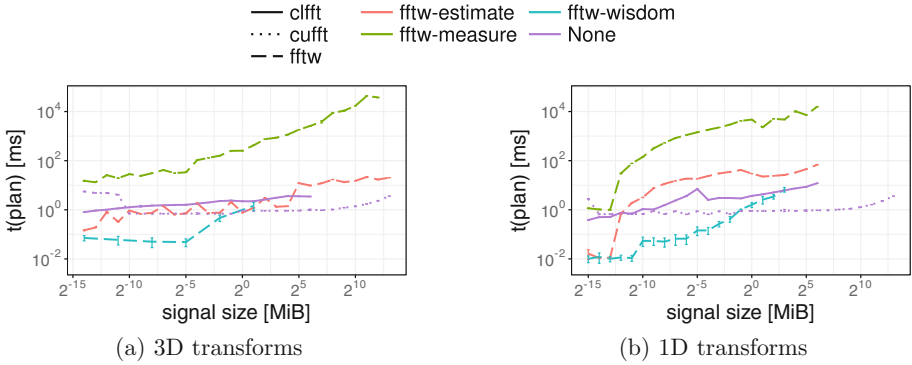 clfft fftw-estimate fftw-wisdom
cufft fftw-measure None
fftw
t(plan) [ms]
10^4
10^2
10^0
10^-2
2^-15 2^-10 2^-5 2^0 2^5 2^10
signal size [MiB]
(a) 3D transforms
t(plan) [ms]
10^4
10^2
10^0
10^-2
2^-15 2^-10 2^-5 2^0 2^5 2^10
signal size [MiB]
(b) 1D transforms